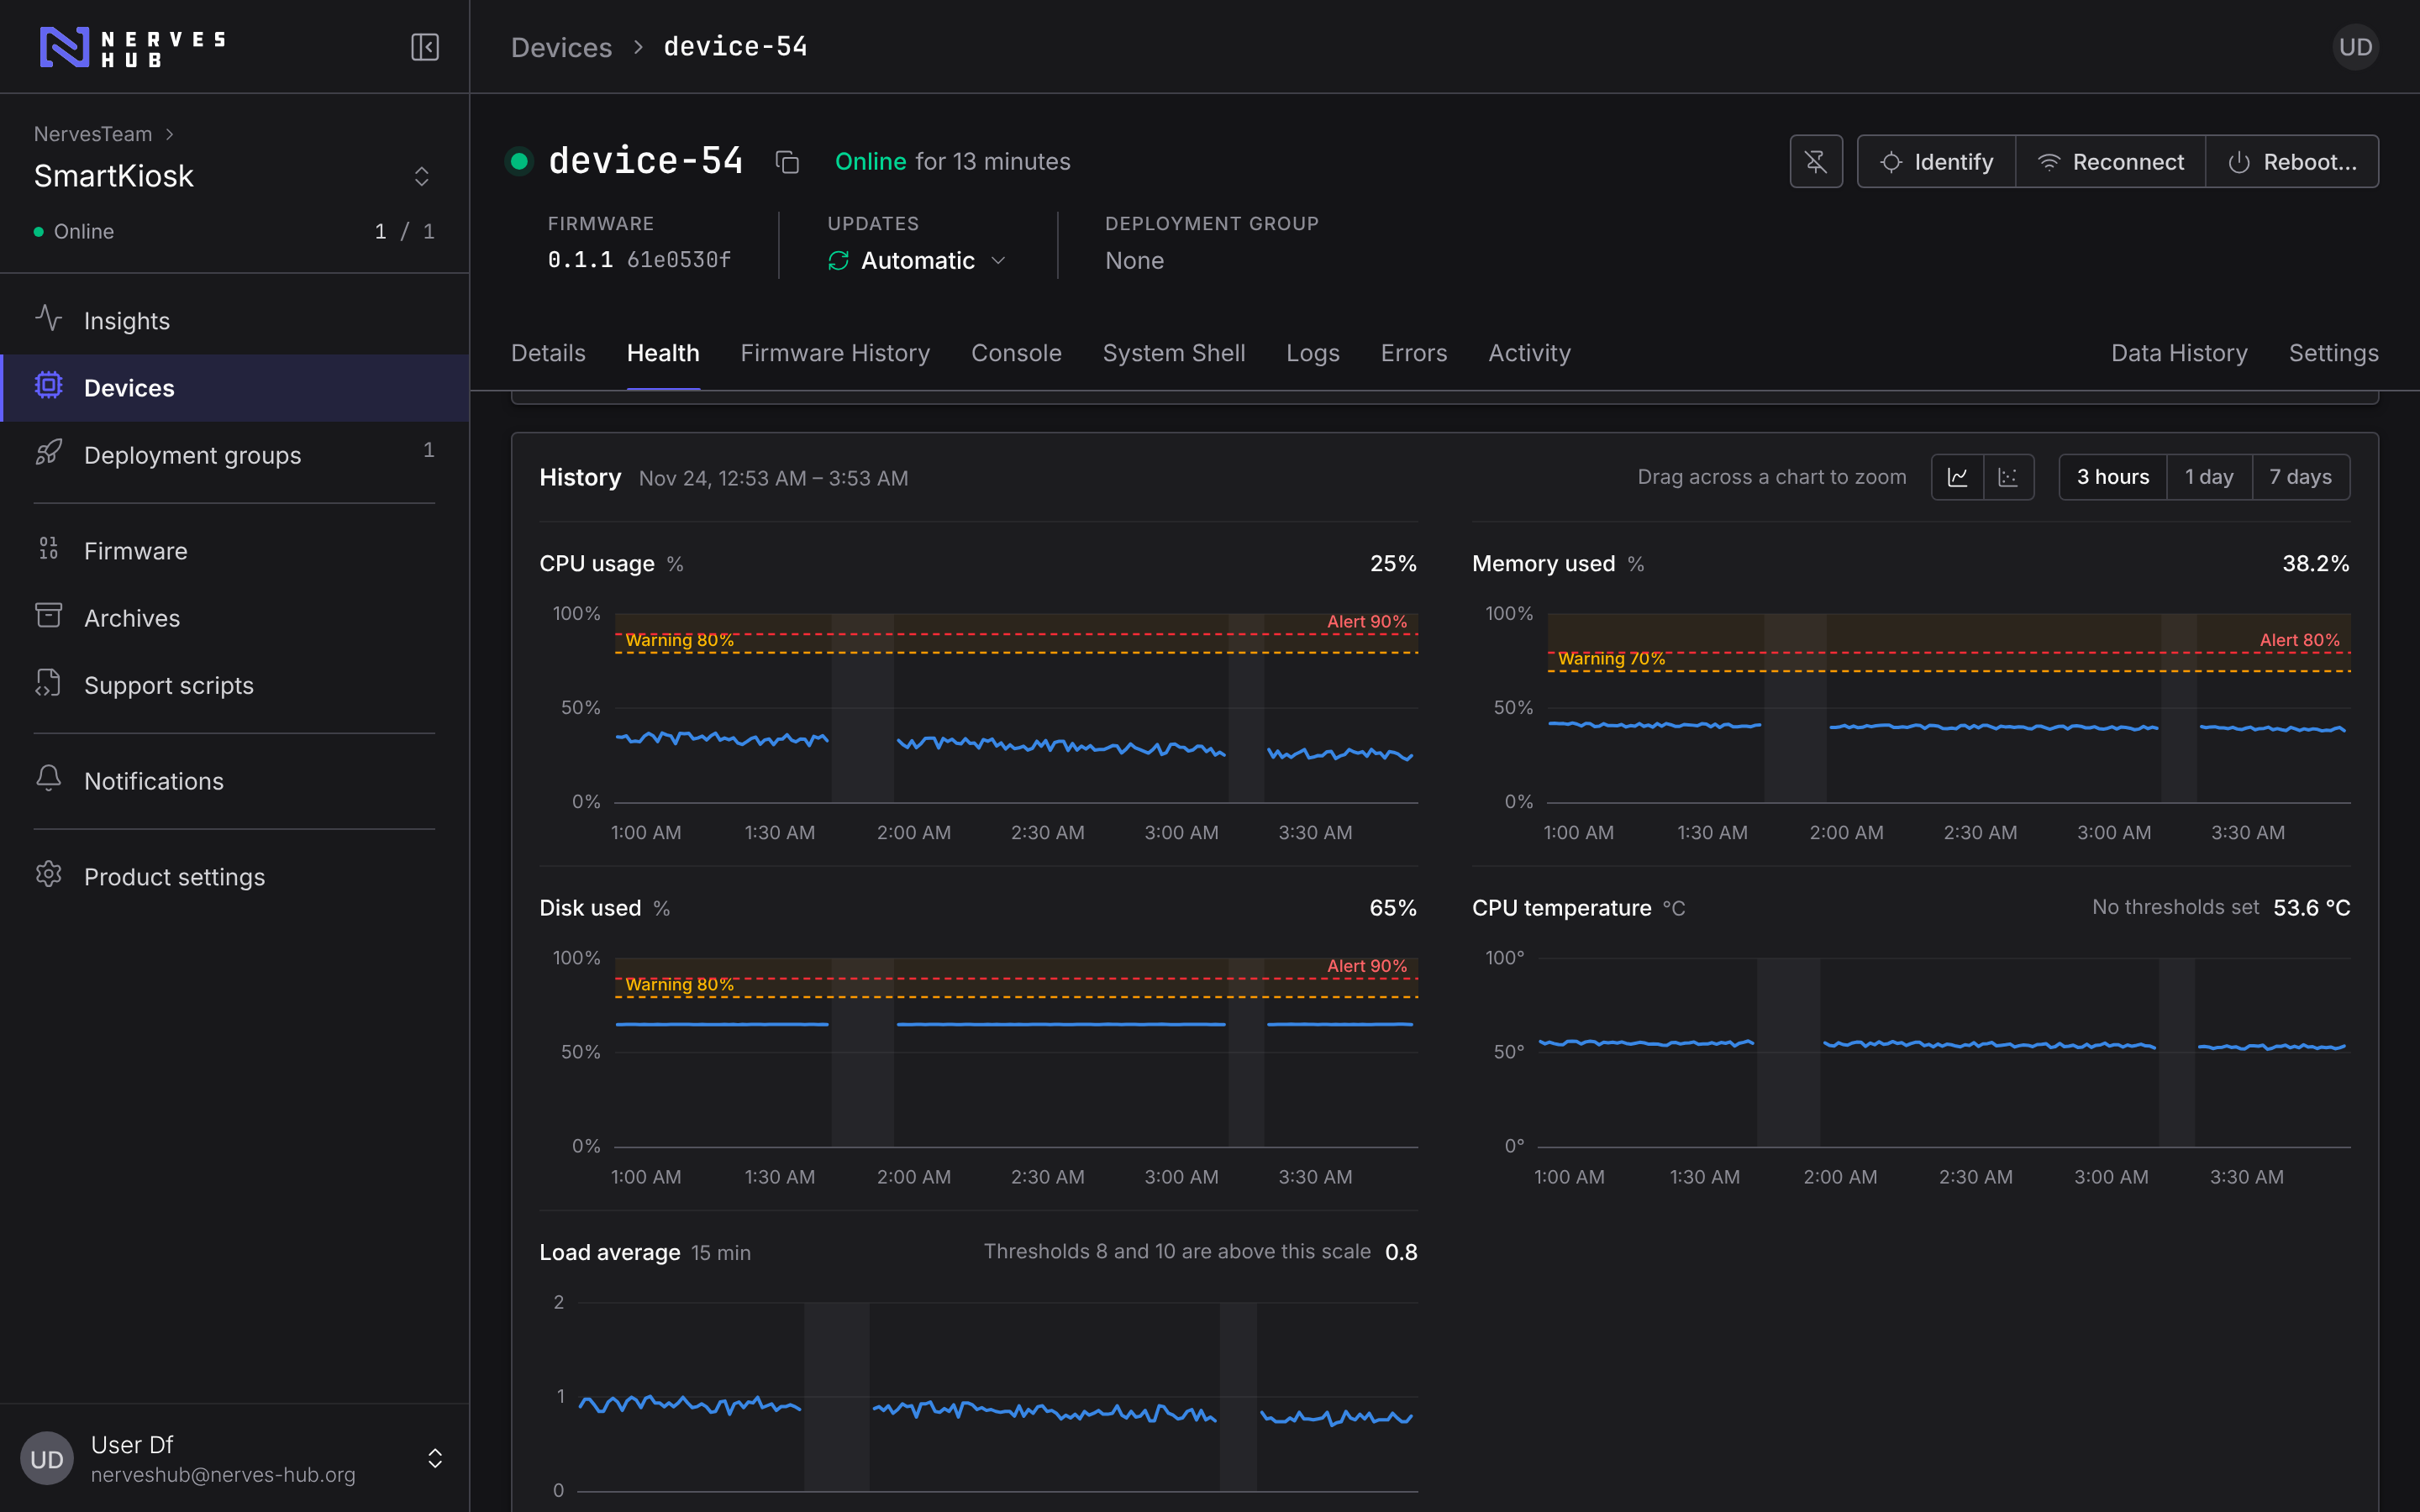 NERVES
HUB
NervesTeam
SmartKiosk
Online
1 / 1
Insights
Devices
Deployment groups
1
01
10
Firmware
Archives
Support scripts
Notifications
Product settings
UD
User Df
nerveshub@nerves-hub.org
Devices
device-54
UD
device-54
Online for 13 minutes
Identify
Reconnect
Reboot...
FIRMWARE
0.1.1 61e0530f
UPDATES
Automatic
DEPLOYMENT GROUP
None
Details
Health
Firmware History
Console
System Shell
Logs
Errors
Activity
Data History
Settings
History Nov 24, 12:53 AM – 3:53 AM
Drag across a chart to zoom
3 hours
1 day
7 days
CPU usage %
25%
100%
Alert 90%
Warning 80%
50%
0%
1:00 AM 1:30 AM 2:00 AM 2:30 AM 3:00 AM 3:30 AM
Memory used %
38.2%
100%
Alert 80%
Warning 70%
50%
0%
1:00 AM 1:30 AM 2:00 AM 2:30 AM 3:00 AM 3:30 AM
Disk used %
65%
100%
Alert 90%
Warning 80%
50%
0%
1:00 AM 1:30 AM 2:00 AM 2:30 AM 3:00 AM 3:30 AM
CPU temperature °C
No thresholds set 53.6 °C
100°
50°
0°
1:00 AM 1:30 AM 2:00 AM 2:30 AM 3:00 AM 3:30 AM
Load average 15 min
Thresholds 8 and 10 are above this scale 0.8
2
1
0